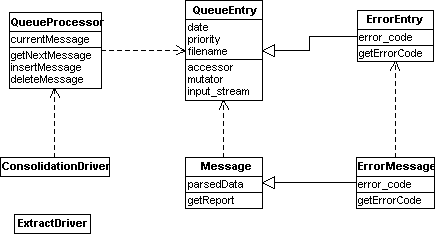 QueueProcessor
currentMessage
getNextMessage
insertMessage
deleteMessage
QueueEntry
date
priority
filename
accessor
mutator
input_stream
ErrorEntry
error_code
getErrorCode
ConsolidationDriver
Message
parsedData
getReport
ErrorMessage
error_code
getErrorCode
ExtractDriver